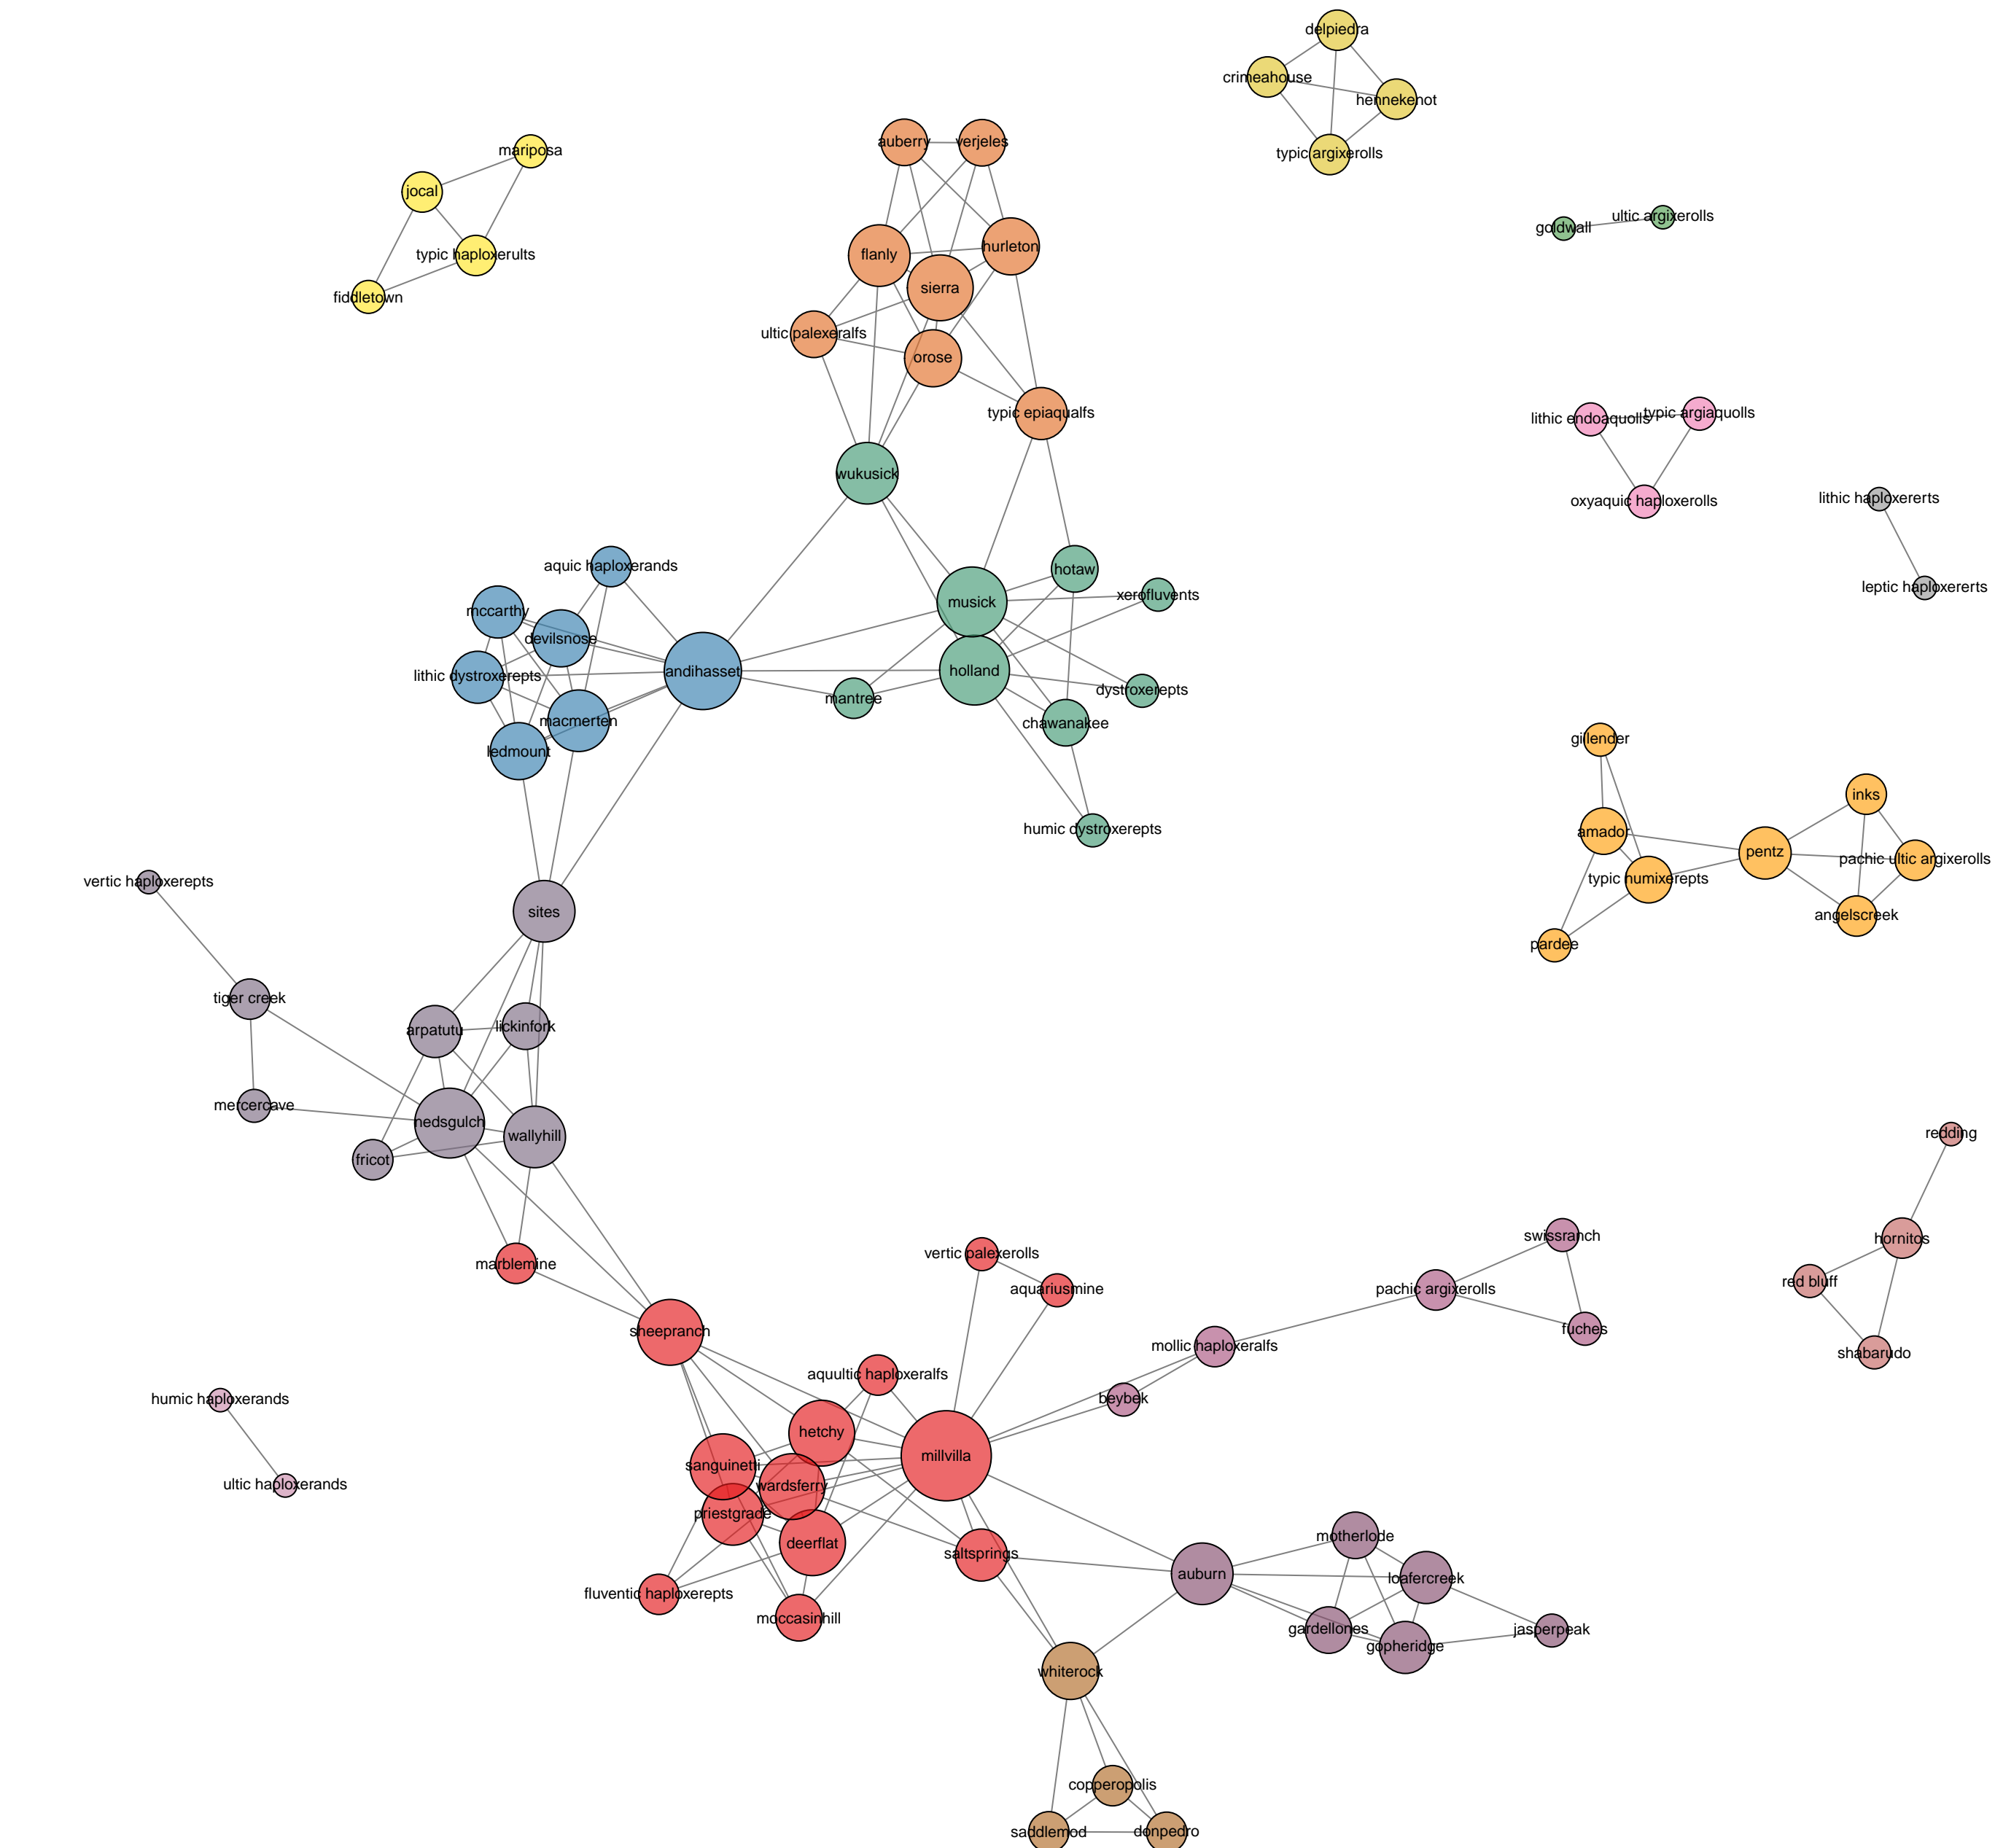 delpiedra
crimeahouse
hennekenot
typic argixerolls
auberry
verjeles
mariposa
jocal
typic haploxerults
fiddletown
flanly
hurleton
sierra
ultic palexeralfs
orose
typic epiaqualfs
goldwall
ultic argixerolls
lithic endoaquolls
typic argiaquolls
oxyaquic haploxerolls
lithic haploxererts
leptic haploxererts
wukusick
aquic haploxerands
mccarthy
devilsnose
lithic dystroxerepts
andihasset
macmerten
ledmount
musick
hotaw
xerofluvents
holland
mantree
dystroxerepts
chawanakee
humic dystroxerepts
gillender
amador
typic humixerepts
pardee
pentz
inks
pachic ultic argixerolls
angelscreek
vertic haploxerepts
sites
tiger creek
arpatutu
lickinfork
mercercave
nedsgulch
wallyhill
fricot
redding
hornitos
red bluff
shabarudo
marblemine
sheepranch
vertic palexerolls
aquariusmine
swissranch
pachic argixerolls
fuches
mollic haploxeralfs
beybek
aquultic haploxeralfs
humic haploxerands
ultic haploxerands
hetchy
millvilla
sanguinetti
wardsferry
priestgrade
deerflat
saltsprings
fluventic haploxerepts
moccasinhill
auburn
motherlode
loafercreek
gardellones
gopheridge
jasperpeak
whiterock
copperopolis
saddlemod
donpedro